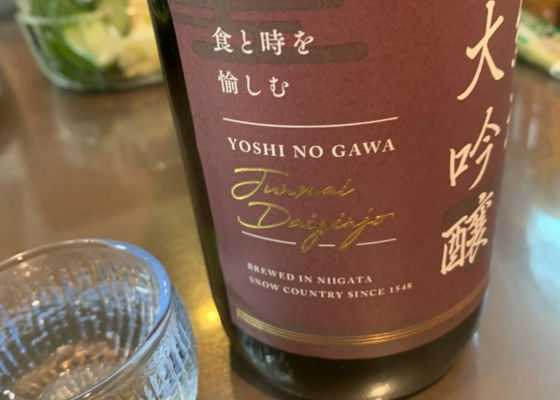 食と時を
愉しむ
YOSHI NO GAWA
Junmai
Daiginjo
BREWED IN NIIGATA
SNOW COUNTRY SINCE 1548
大吟醸